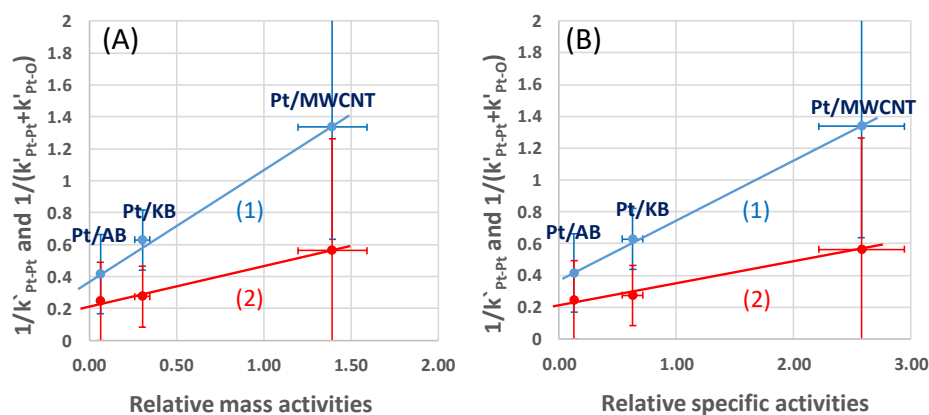 (A)
1/k`Pt-Pt and 1/(k'Pt-Pt+k'Pt-O)
2
1.8
1.6
1.4
1.2
1
0.8
0.6
0.4
0.2
0
Pt/MWCNT
Pt/KB
Pt/AB
(1)
(2)
0.00 0.50 1.00 1.50 2.00
Relative mass activities
(B)
1/k`Pt-Pt and 1/(k'Pt-Pt+k'Pt-O)
2
1.8
1.6
1.4
1.2
1
0.8
0.6
0.4
0.2
0
Pt/MWCNT
Pt/KB
Pt/AB
(1)
(2)
0.00 1.00 2.00 3.00
Relative specific activities